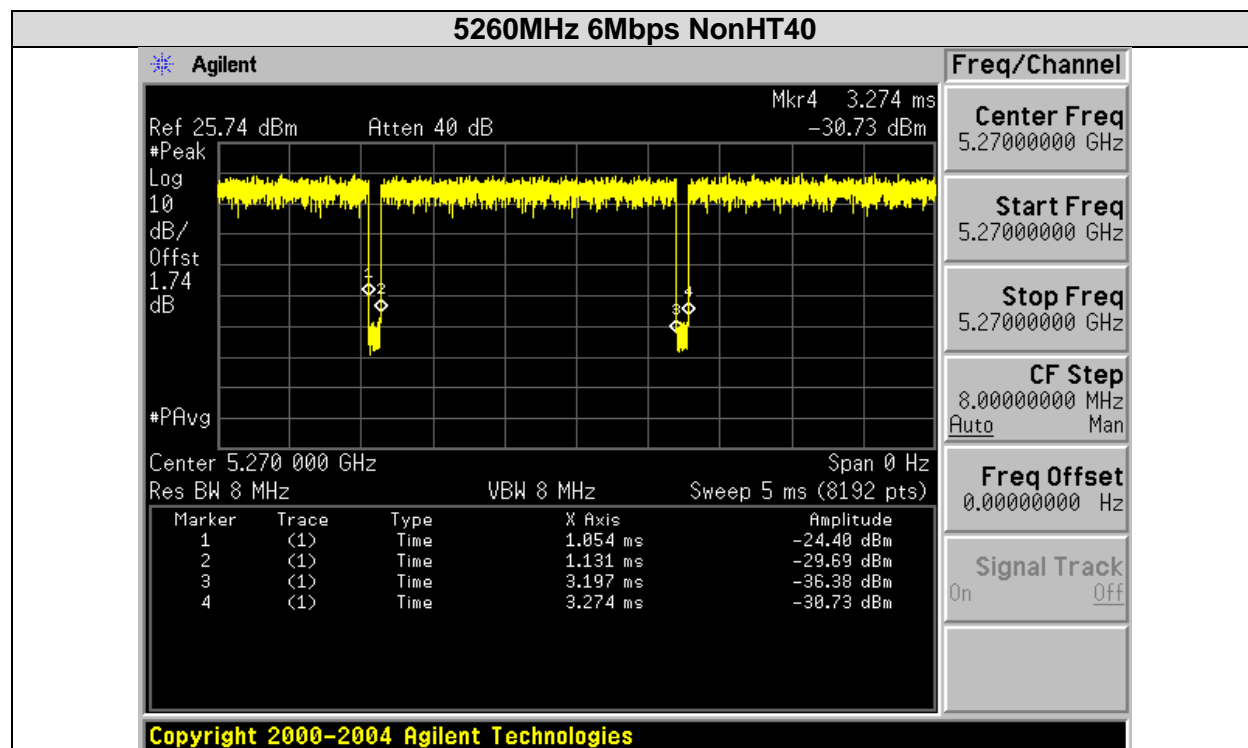 5260MHz 6Mbps NonHT40
Agilent
Freq/Channel
Mkr4 3.274 ms
Ref 25.74 dBm Atten 40 dB -30.73 dBm
#Peak
Log
10
dB/
Offst
1.74
dB
#PAvg
1
2
3
4
Center 5.270 000 GHz Span 0 Hz
Res BW 8 MHz VBW 8 MHz Sweep 5 ms (8192 pts)
Marker Trace Type X Axis Amplitude
1 (1) Time 1.054 ms -24.40 dBm
2 (1) Time 1.131 ms -29.69 dBm
3 (1) Time 3.197 ms -36.38 dBm
4 (1) Time 3.274 ms -30.73 dBm
Center Freq
5.27000000 GHz
Start Freq
5.27000000 GHz
Stop Freq
5.27000000 GHz
CF Step
8.00000000 MHz
Auto Man
Freq Offset
0.00000000 Hz
Signal Track
On Off
Copyright 2000-2004 Agilent Technologies